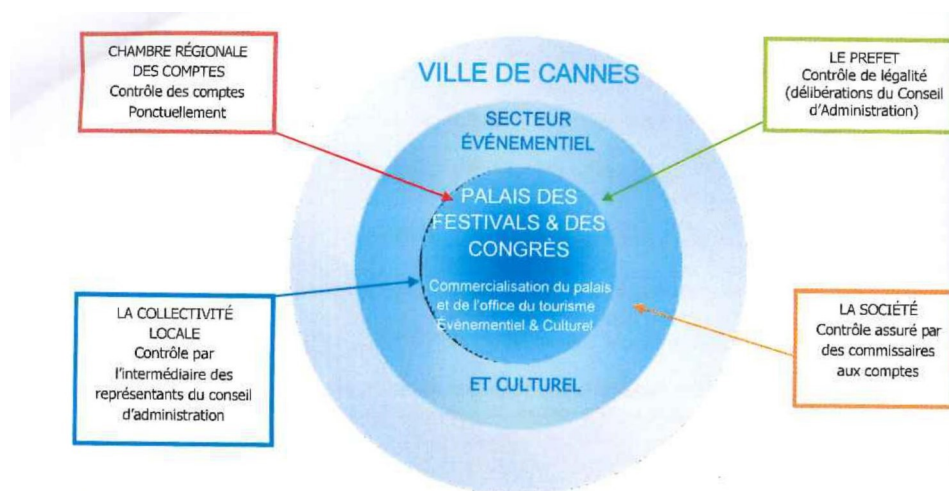 CHAMBRE RÉGIONALE
DES COMPTES
Contrôle des comptes
Ponctuellement
VILLE DE CANNES
LE PREFET
Contrôle de légalité
(délibérations du Conseil
d'Administration)
SECTEUR
ÉVÉNEMENTIEL
PALAIS DES
FESTIVALS & DES
CONGRÈS
Commercialisation du palais
et de l'office du tourisme
Événementiel & Culturel
ET CULTUREL
LA COLLECTIVITÉ
LOCALE
Contrôle par
l'intermédiaire des
représentants du conseil
d'administration
LA SOCIÉTÉ
Contrôle assuré par
des commissaires
aux comptes